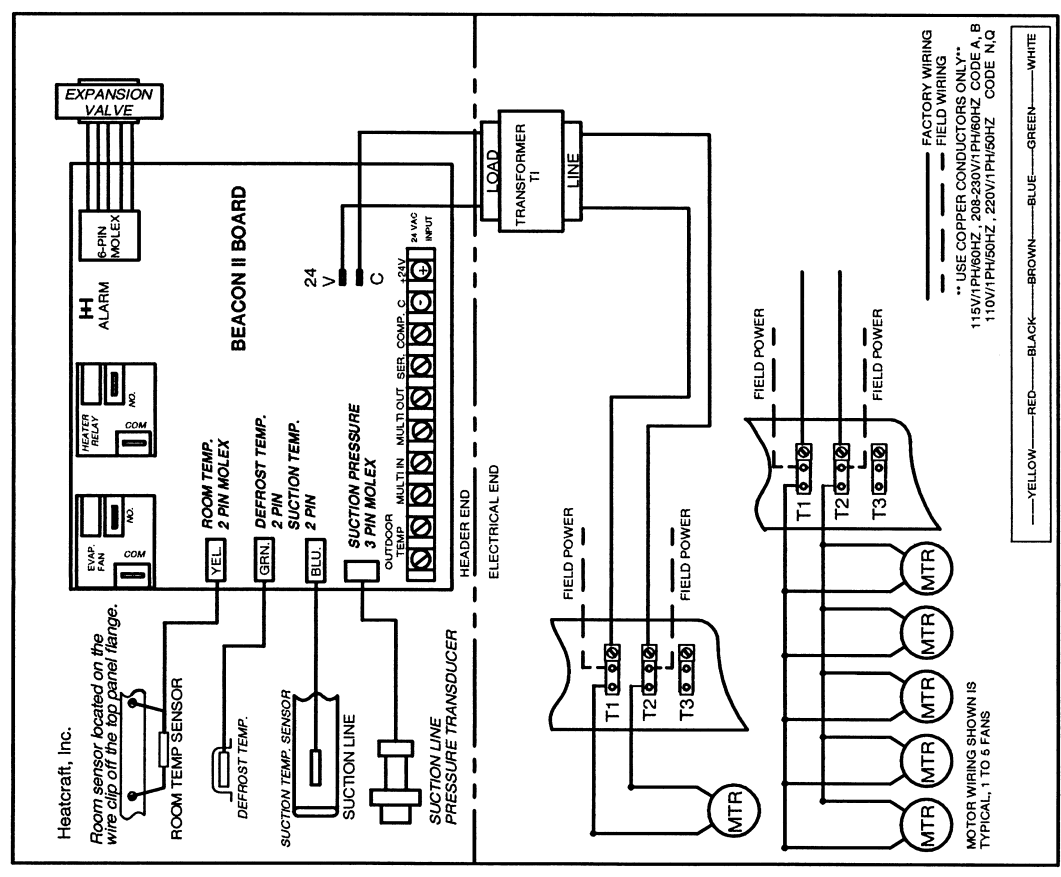 Heatcraft, Inc.
Room sensor located on the
wire clip off the top panel flange.
ROOM TEMP SENSOR
DEFROST TEMP.
SUCTION TEMP. SENSOR
SUCTION LINE
SUCTION LINE
PRESSURE TRANSDUCER
EVAP.
FAN
NO.
COM
HEATER
RELAY
NO.
COM
ALARM
6-PIN
MOLEX
EXPANSION
VALVE
YEL.
ROOM TEMP.
2 PIN MOLEX
GRN.
DEFROST TEMP.
2 PIN
BLU.
SUCTION TEMP.
2 PIN
SUCTION PRESSURE
3 PIN MOLEX
BEACON II BOARD
24
V
C
OUTDOOR
TEMP
MULTI IN
MULTI OUT
SER.
COMP.
C
+24V
24 VAC
INPUT
HEADER END
ELECTRICAL END
LOAD
TRANSFORMER
TI
LINE
FIELD POWER
T1
T2
T3
FIELD POWER
MTR
FIELD POWER
T1
T2
T3
FIELD POWER
MTR
MTR
MTR
MTR
MTR
MOTOR WIRING SHOWN IS
TYPICAL, 1 TO 5 FANS
FACTORY WIRING
FIELD WIRING
** USE COPPER CONDUCTORS ONLY**
115V/1PH/60HZ, 208-230V/1PH/60HZ CODE A, B
110V/1PH/50HZ, 220V/1PH/50HZ CODE N,Q
YELLOW RED BLACK BROWN BLUE GREEN WHITE